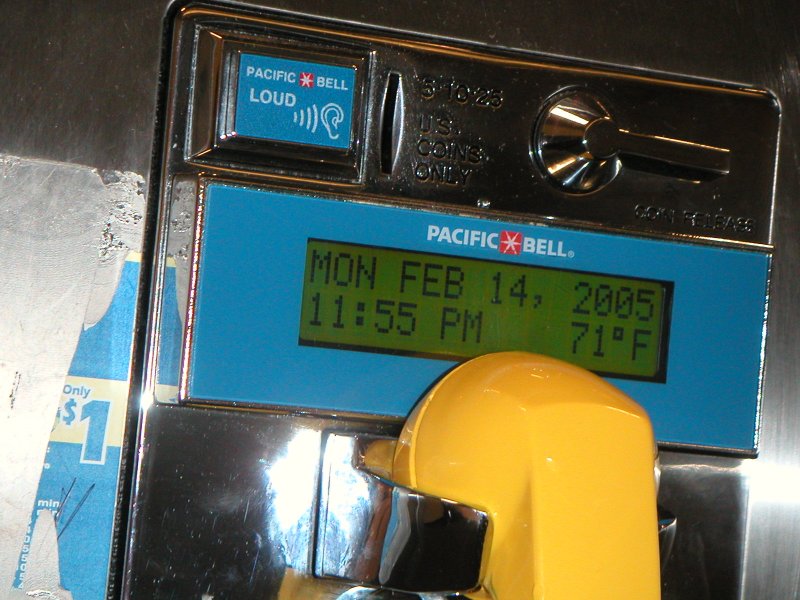 PACIFIC BELL
LOUD
5 TO 25
U.S.
COINS
ONLY
COIN RELEASE
PACIFIC BELL®
MON FEB 14, 2005
11:55 PM 71°F
Only
$1
min